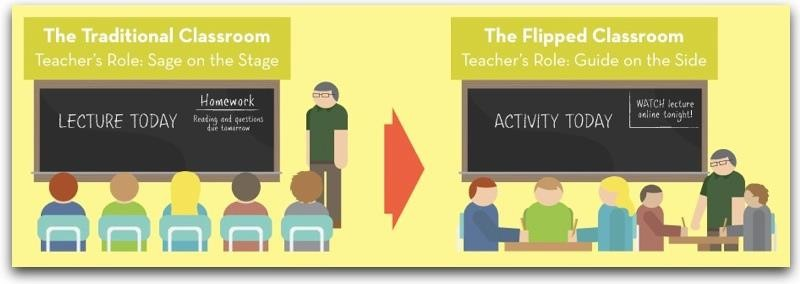 The Traditional Classroom
Teacher's Role: Sage on the Stage
LECTURE TODAY
Homework
Reading and questions
due tomorrow
The Flipped Classroom
Teacher's Role: Guide on the Side
ACTIVITY TODAY
WATCH lecture
online tonight!